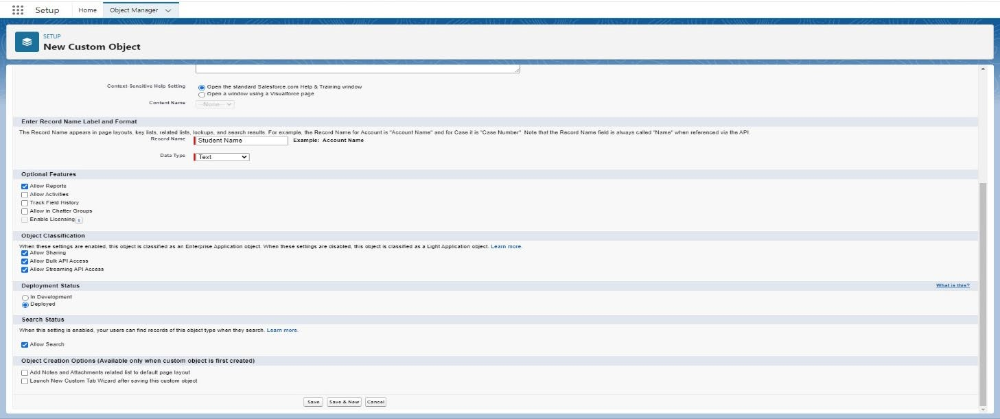 Setup Home Object Manager
SETUP
New Custom Object
Context-Sensitive Help Setting Open the standard Salesforce.com Help & Training window
Open a window using a Visualforce page
Content Name --None--
Enter Record Name Label and Format
The Record Name appears in page layouts, key lists, related lists, lookups, and search results. For example, the Record Name for Account is "Account Name" and for Case it is "Case Number". Note that the Record Name field is always called "Name" when referenced via the API.
Record Name Student Name Example: Account Name
Data Type Text
Optional Features
Allow Reports
Allow Activities
Track Field History
Allow in Chatter Groups
Enable Licensing i
Object Classification
When these settings are enabled, this object is classified as an Enterprise Application object. When these settings are disabled, this object is classified as a Light Application object. Learn more.
Allow Sharing
Allow Bulk API Access
Allow Streaming API Access
Deployment Status What is this?
In Development
Deployed
Search Status
When this setting is enabled, your users can find records of this object type when they search. Learn more.
Allow Search
Object Creation Options (Available only when custom object is first created)
Add Notes and Attachments related list to default page layout
Launch New Custom Tab Wizard after saving this custom object
Save Save & New Cancel